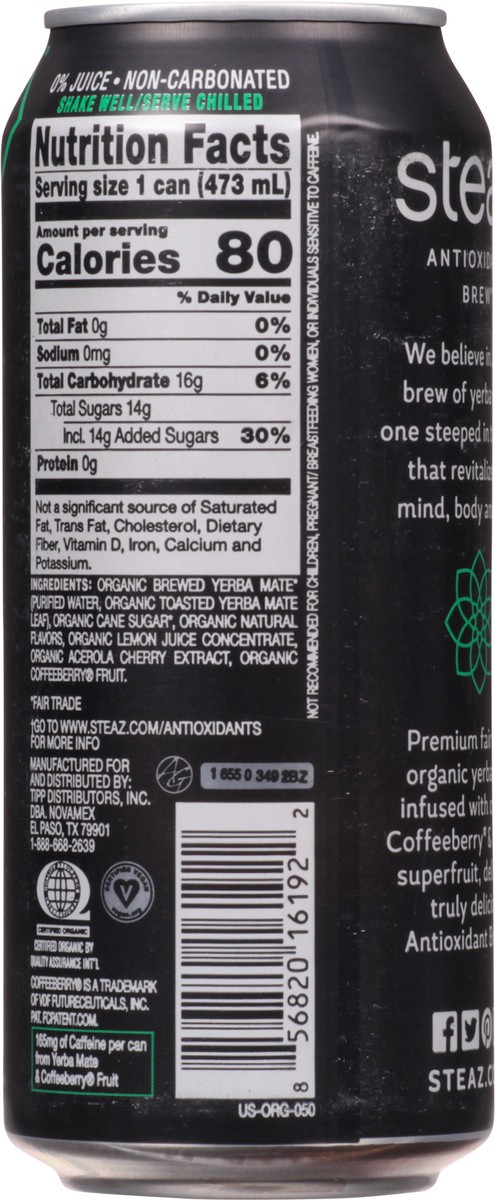 0% JUICE • NON-CARBONATED
SHAKE WELL/SERVE CHILLED
Nutrition Facts
Serving size 1 can (473 mL)
Amount per serving
Calories 80
% Daily Value
Total Fat 0g 0%
Sodium 0mg 0%
Total Carbohydrate 16g 6%
Total Sugars 14g
Incl. 14g Added Sugars 30%
Protein 0g
Not a significant source of Saturated
Fat, Trans Fat, Cholesterol, Dietary
Fiber, Vitamin D, Iron, Calcium and
Potassium.
NOT RECOMMENDED FOR CHILDREN, PREGNANT/ BREASTFEEDING WOMEN, OR INDIVIDUALS SENSITIVE TO CAFFEINE.
INGREDIENTS: ORGANIC BREWED YERBA MATE*
(PURIFIED WATER, ORGANIC TOASTED YERBA MATE
LEAF), ORGANIC CANE SUGAR*, ORGANIC NATURAL
FLAVORS, ORGANIC LEMON JUICE CONCENTRATE,
ORGANIC ACEROLA CHERRY EXTRACT, ORGANIC
COFFEEBERRY® FRUIT.
*FAIR TRADE
†GO TO WWW.STEAZ.COM/ANTIOXIDANTS
FOR MORE INFO
MANUFACTURED FOR
AND DISTRIBUTED BY:
TIPP DISTRIBUTORS, INC.
DBA. NOVAMEX
EL PASO, TX 79901
1-888-668-2639
1 655 0 349 2BZ
CERTIFIED ORGANIC
CERTIFIED ORGANIC BY
QUALITY ASSURANCE INT'L
CERTIFIED VEGAN
vegan.org
COFFEEBERRY® IS A TRADEMARK
OF VDF FUTURECEUTICALS, INC.
PAT. FCPATENT.COM.
165mg of Caffeine per can
from Yerba Mate
& Coffeeberry® Fruit
8 56820 16192 2
US-ORG-050
stea
ANTIOXID
BREW
We believe in
brew of yerba
one steeped in t
that revitaliz
mind, body an
Premium fair
organic yerba
infused with
Coffeeberry® &
superfruit, de
truly delic
Antioxidant B
STEAZ.C